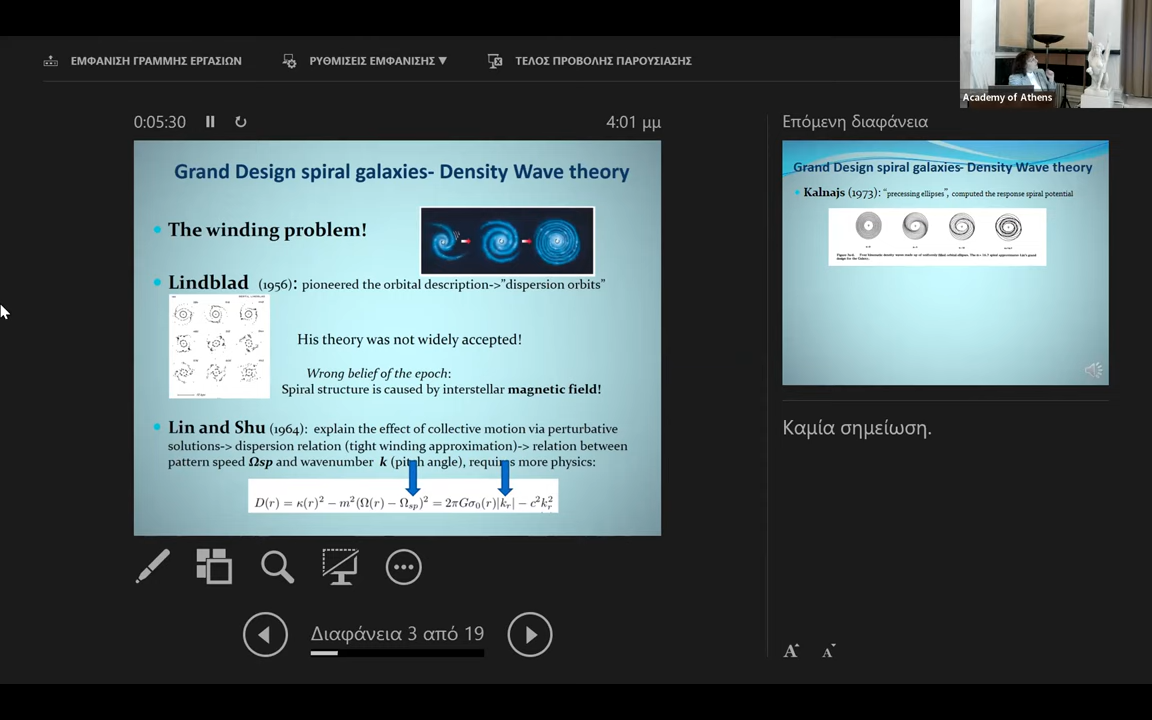 ΕΜΦΑΝΙΣΗ ΓΡΑΜΜΗΣ ΕΡΓΑΣΙΩΝ
ΡΥΘΜΙΣΕΙΣ ΕΜΦΑΝΙΣΗΣ ▼
ΤΕΛΟΣ ΠΡΟΒΟΛΗΣ ΠΑΡΟΥΣΙΑΣΗΣ
Academy of Athens
0:05:30
4:01 μμ
Grand Design spiral galaxies- Density Wave theory
• The winding problem!
• Lindblad (1956): pioneered the orbital description->"dispersion orbits"
His theory was not widely accepted!
Wrong belief of the epoch:
Spiral structure is caused by interstellar magnetic field!
• Lin and Shu (1964): explain the effect of collective motion via perturbative
solutions-> dispersion relation (tight winding approximation)-> relation between
pattern speed Ωsp and wavenumber k (pitch angle), requires more physics:
D(r) = κ(r)² − m²(Ω(r) − Ω_sp)² = 2πGσ₀(r)|k_r| − c²k_r²
Διαφάνεια 3 από 19
Επόμενη διαφάνεια
Grand Design spiral galaxies- Density Wave theory
• Kalnajs (1973): "precessing ellipses", computed the response spiral potential
Καμία σημείωση.
A A